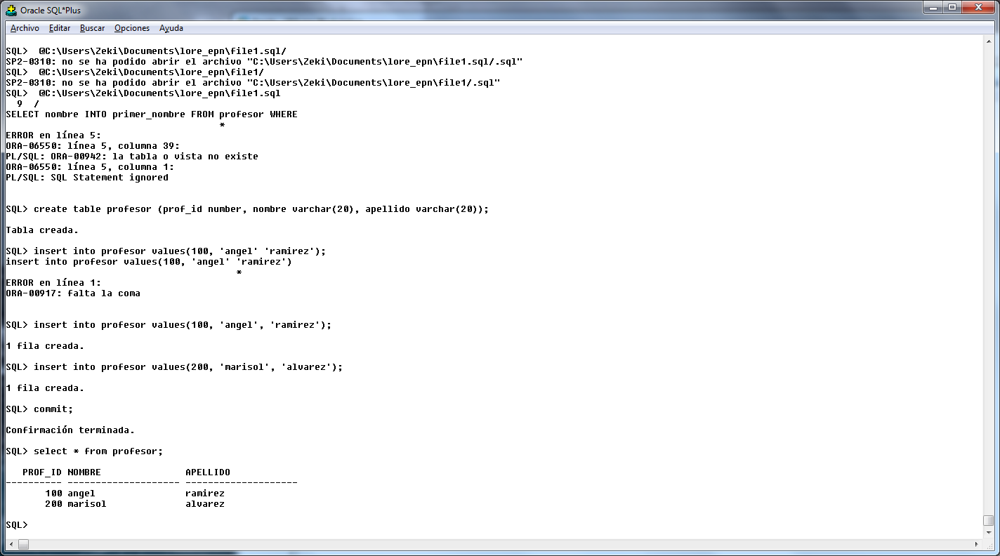 Oracle SQL*Plus
Archivo Editar Buscar Opciones Ayuda
SQL>  @C:\Users\Zeki\Documents\lore_epn\file1.sql/
SP2-0310: no se ha podido abrir el archivo "C:\Users\Zeki\Documents\lore_epn\file1.sql/.sql"
SQL>  @C:\Users\Zeki\Documents\lore_epn\file1/
SP2-0310: no se ha podido abrir el archivo "C:\Users\Zeki\Documents\lore_epn\file1/.sql"
SQL>  @C:\Users\Zeki\Documents\lore_epn\file1.sql
  9  /
SELECT nombre INTO primer_nombre FROM profesor WHERE
                                      *
ERROR en línea 5:
ORA-06550: línea 5, columna 39:
PL/SQL: ORA-00942: la tabla o vista no existe
ORA-06550: línea 5, columna 1:
PL/SQL: SQL Statement ignored
SQL> create table profesor (prof_id number, nombre varchar(20), apellido varchar(20));
Tabla creada.
SQL> insert into profesor values(100, 'angel' 'ramirez');
insert into profesor values(100, 'angel' 'ramirez')
                                         *
ERROR en línea 1:
ORA-00917: falta la coma
SQL> insert into profesor values(100, 'angel', 'ramirez');
1 fila creada.
SQL> insert into profesor values(200, 'marisol', 'alvarez');
1 fila creada.
SQL> commit;
Confirmación terminada.
SQL> select * from profesor;
   PROF_ID NOMBRE               APELLIDO
---------- -------------------- --------------------
       100 angel                ramirez
       200 marisol              alvarez
SQL>